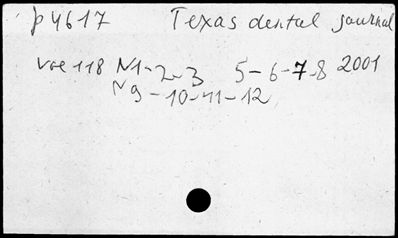 p4617 Texas dental journal
Vol 118 N1-2-3 5-6-7-8 2001
N9-10-11-12